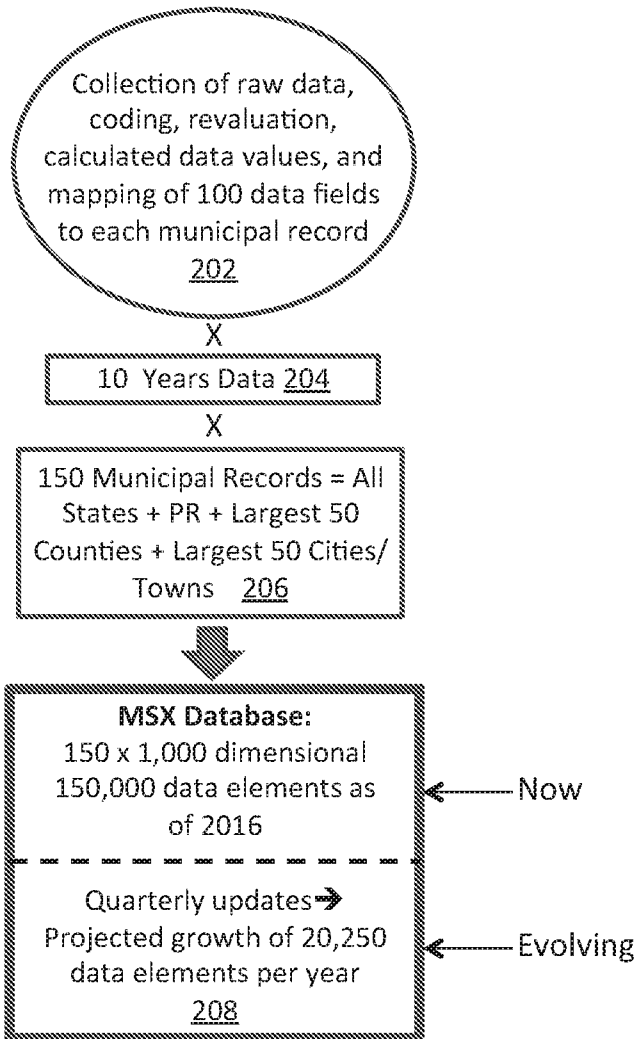 Collection of raw data,
coding, revaluation,
calculated data values, and
mapping of 100 data fields
to each municipal record
202
X
10 Years Data 204
X
150 Municipal Records = All
States + PR + Largest 50
Counties + Largest 50 Cities/
Towns 206
MSX Database:
150 x 1,000 dimensional
150,000 data elements as
of 2016
Now
Quarterly updates➔
Projected growth of 20,250
data elements per year
208
Evolving